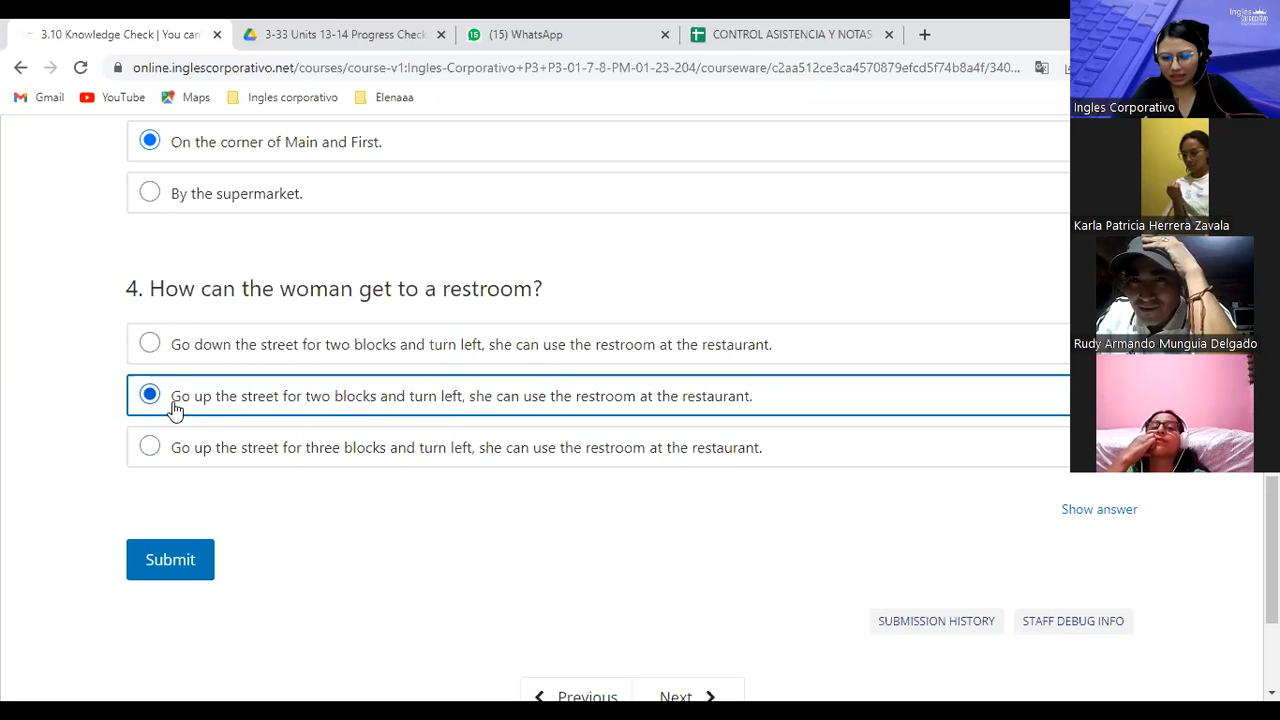 3.10 Knowledge Check | You can'
3-33 Units 13-14 Progress Check
(15) WhatsApp
CONTROL ASISTENCIA Y NOTAS
online.inglescorporativo.net/courses/course-v1:Ingles-Corporativo+P3+P3-01-7-8-PM-01-23-204/courseware/c2aa512ce3ca4570879efcd5f74b8a4f/340...
Gmail
YouTube
Maps
Ingles corporativo
Elenaaa
On the corner of Main and First.
By the supermarket.
4. How can the woman get to a restroom?
Go down the street for two blocks and turn left, she can use the restroom at the restaurant.
Go up the street for two blocks and turn left, she can use the restroom at the restaurant.
Go up the street for three blocks and turn left, she can use the restroom at the restaurant.
Show answer
Submit
SUBMISSION HISTORY
STAFF DEBUG INFO
Previous
Next
Ingles
Ingles Corporativo
Karla Patricia Herrera Zavala
Rudy Armando Munguia Delgado